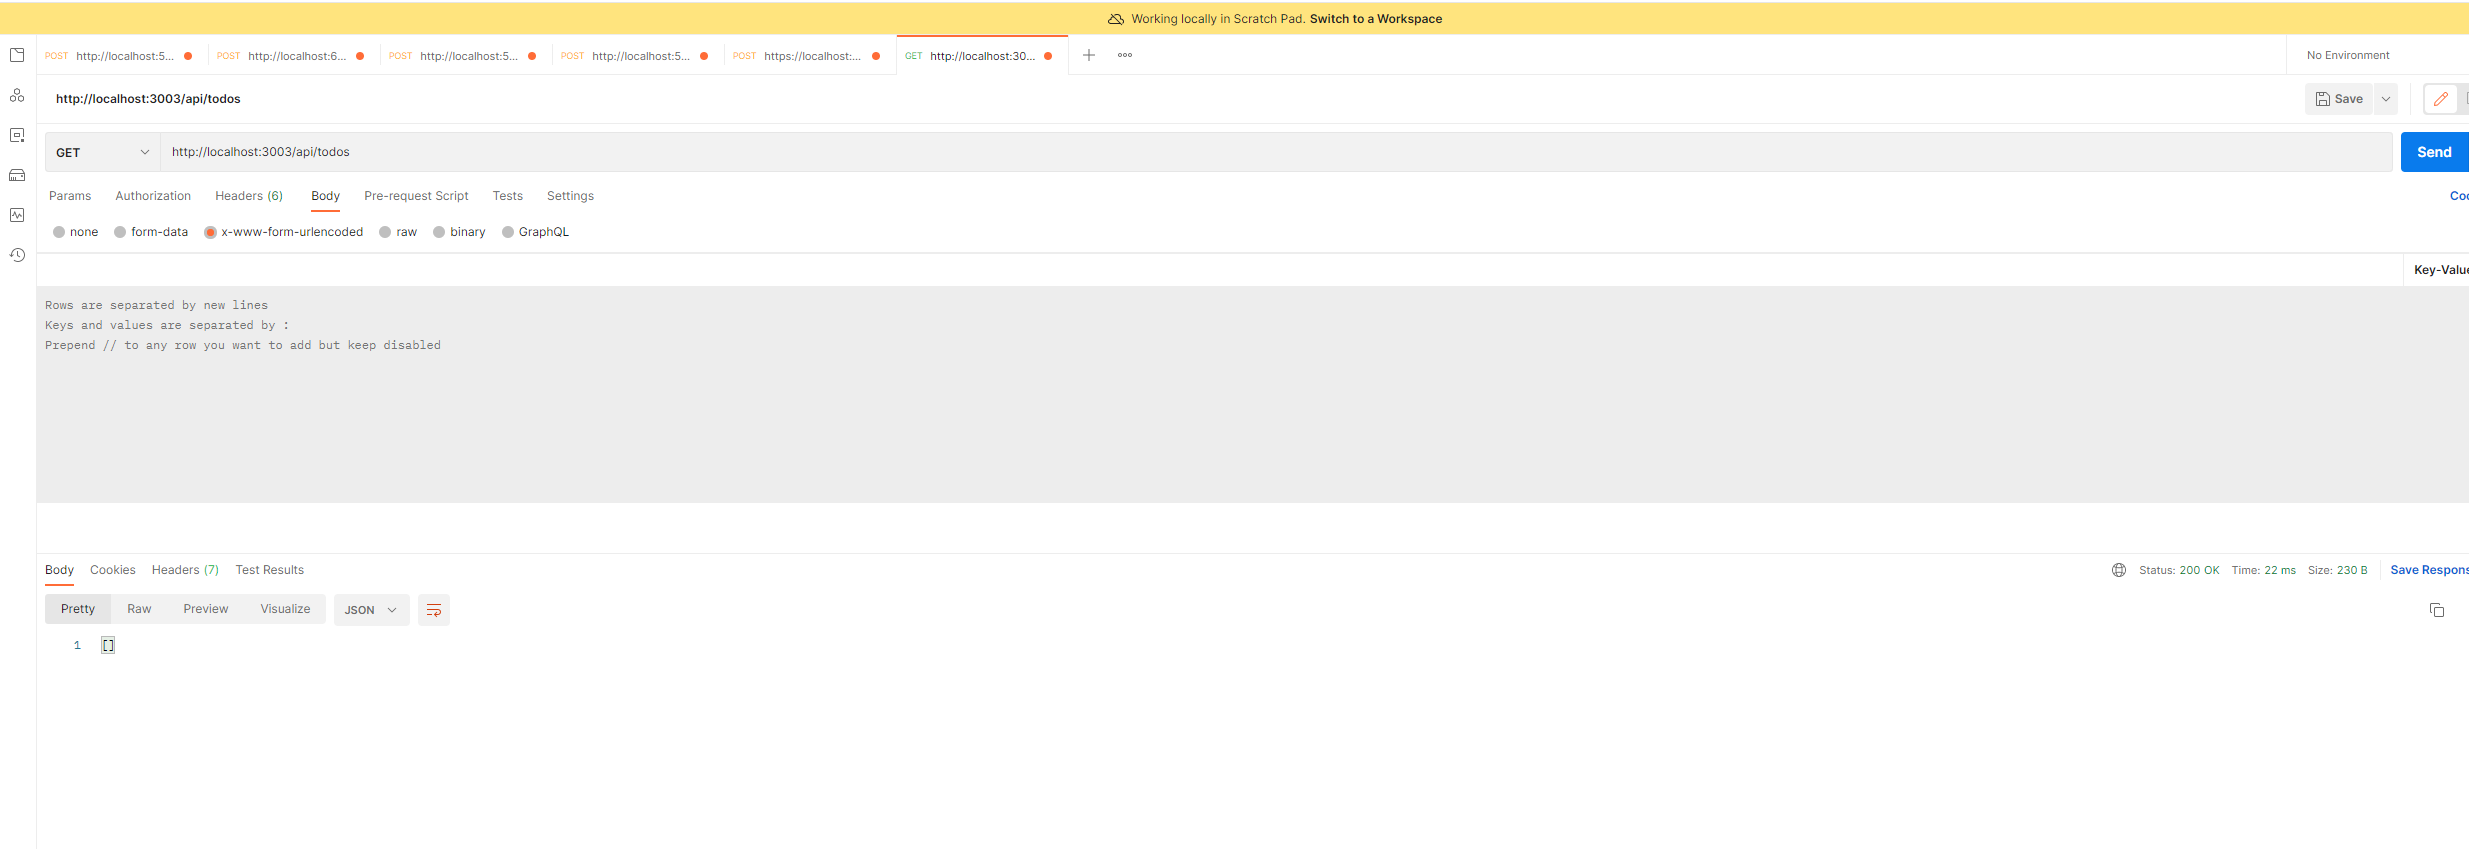 Working locally in Scratch Pad. Switch to a Workspace
POST http://localhost:5... POST http://localhost:6... POST http://localhost:5... POST http://localhost:5... POST https://localhost:... GET http://localhost:30... No Environment
http://localhost:3003/api/todos Save
GET http://localhost:3003/api/todos Send
Params Authorization Headers (6) Body Pre-request Script Tests Settings Coo
none form-data x-www-form-urlencoded raw binary GraphQL
Key-Value
Rows are separated by new lines
Keys and values are separated by :
Prepend // to any row you want to add but keep disabled
Body Cookies Headers (7) Test Results Status: 200 OK Time: 22 ms Size: 230 B Save Respons
Pretty Raw Preview Visualize JSON
1 []